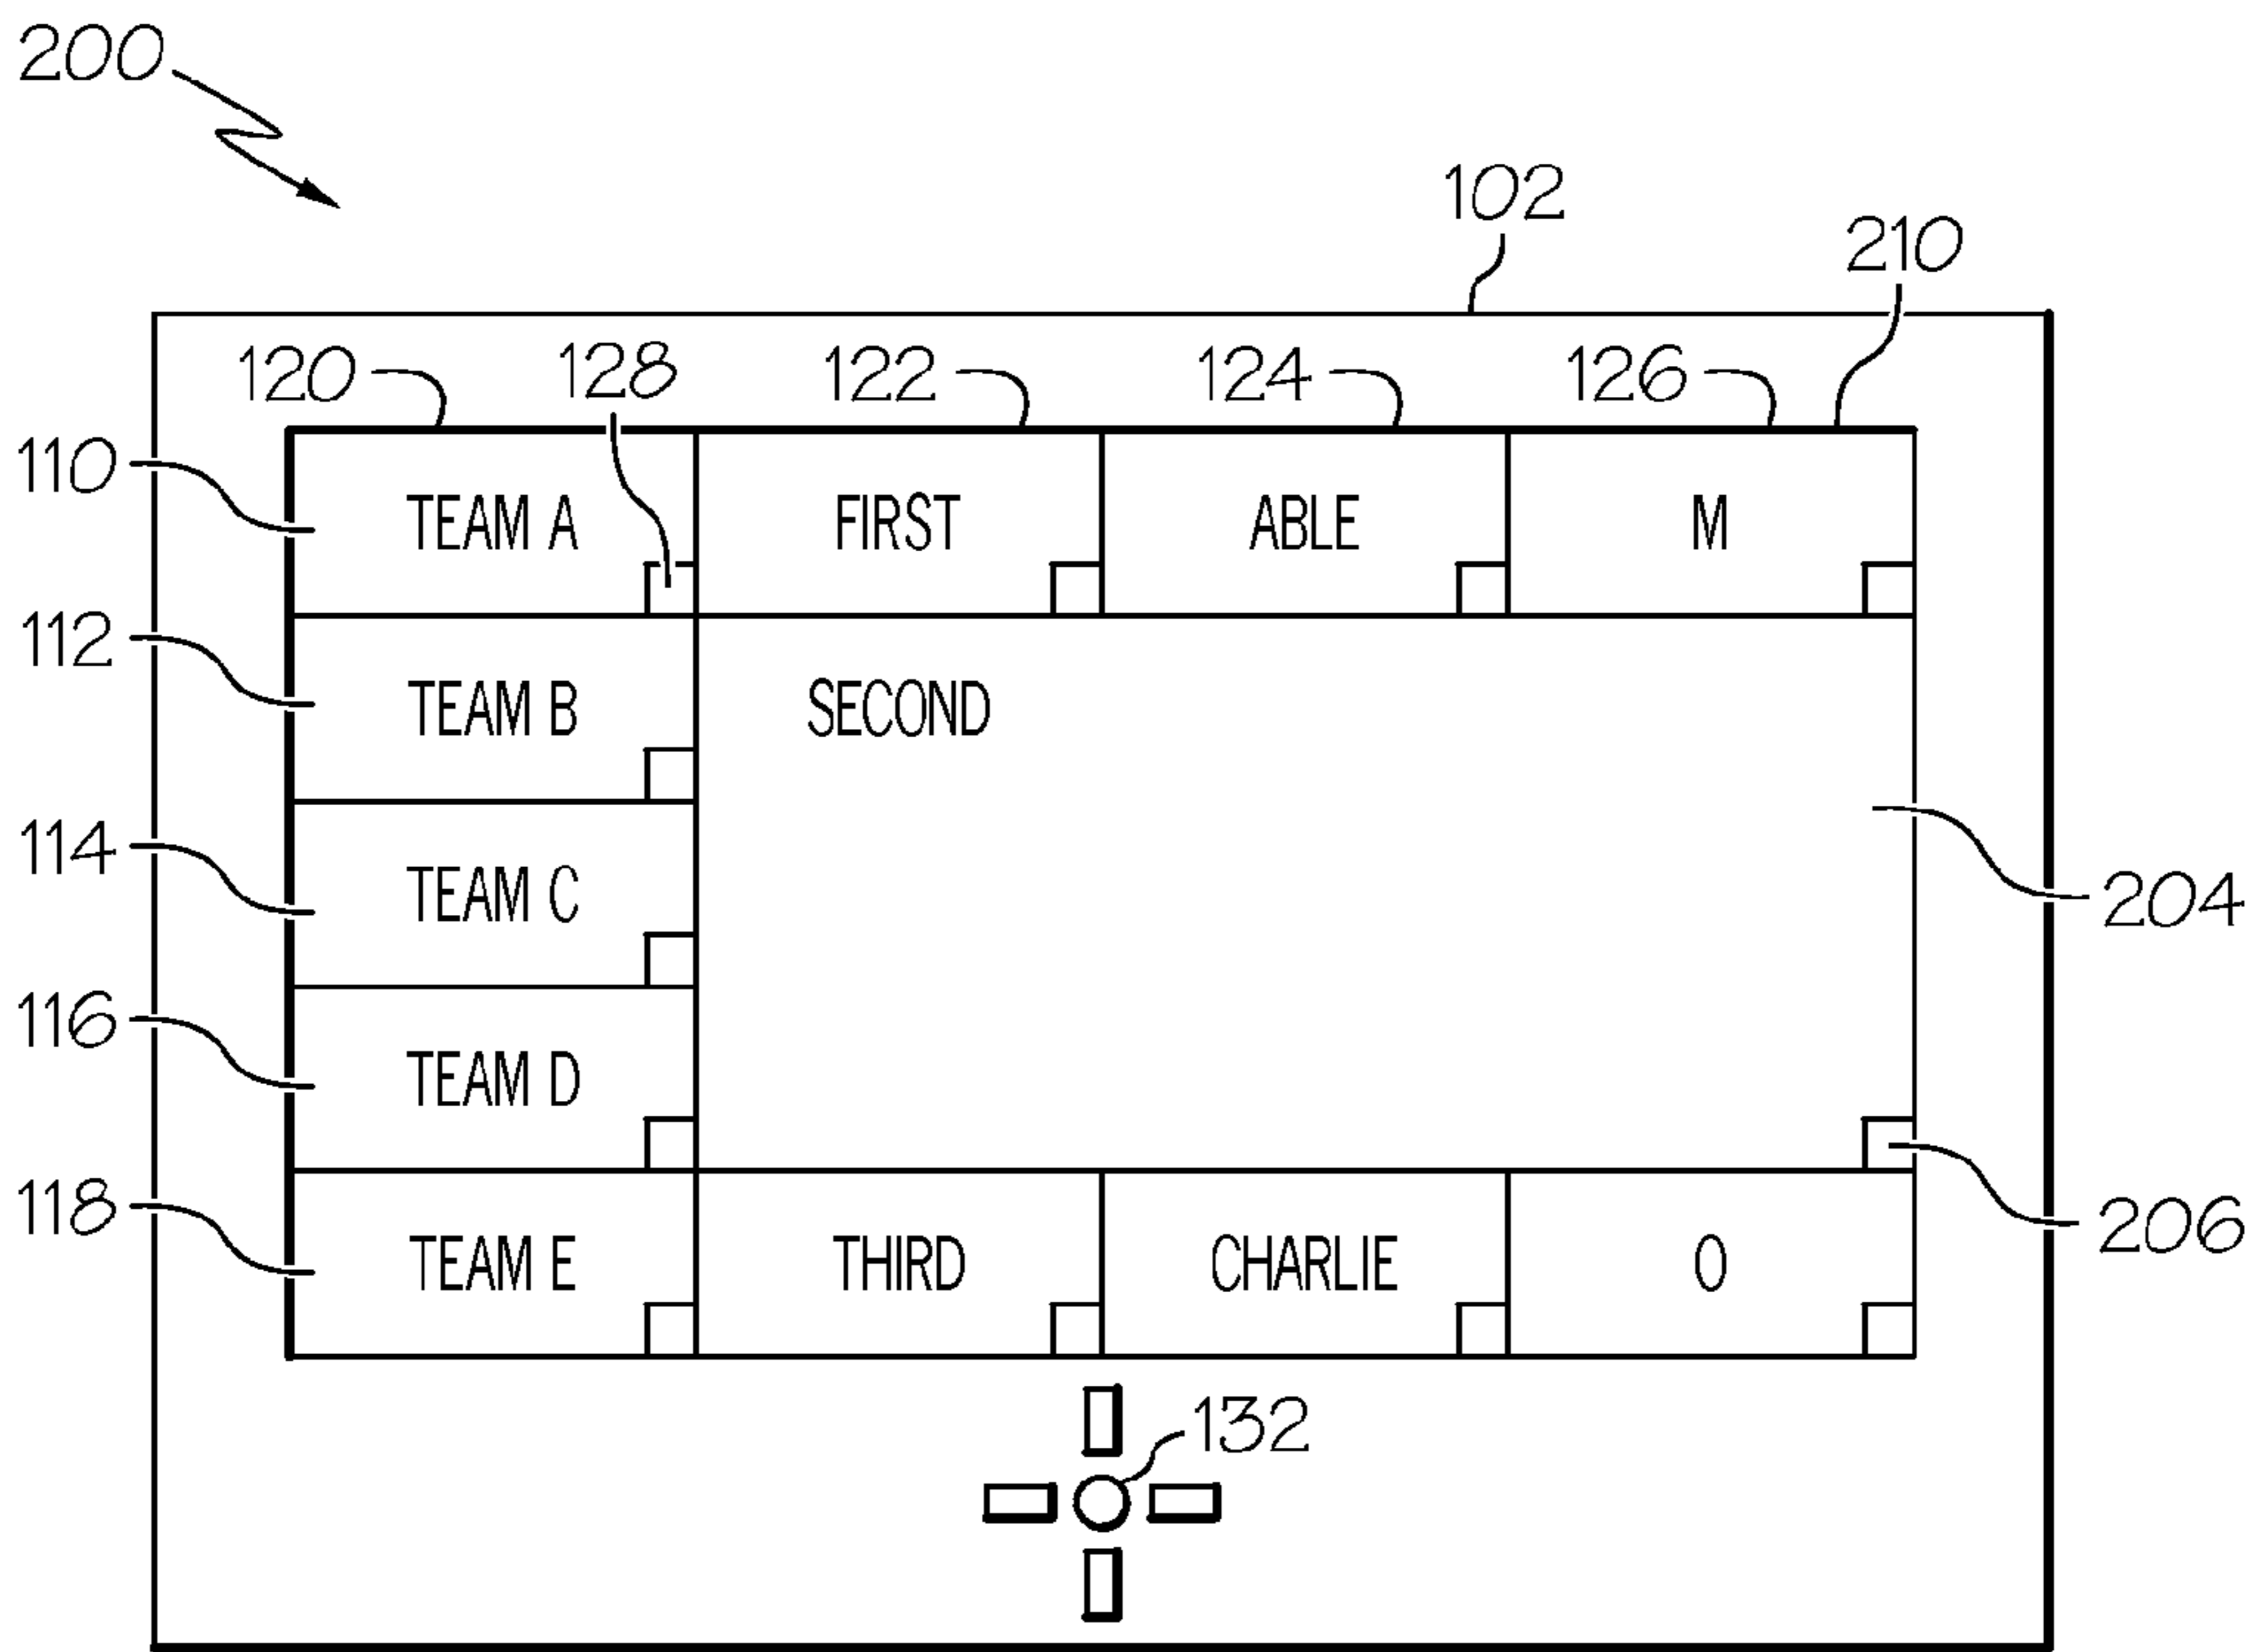 200
102
210
120 128 122 124 126
110 TEAM A FIRST ABLE M
112 TEAM B SECOND
114 TEAM C
204
116 TEAM D
206
118 TEAM E THIRD CHARLIE O
132